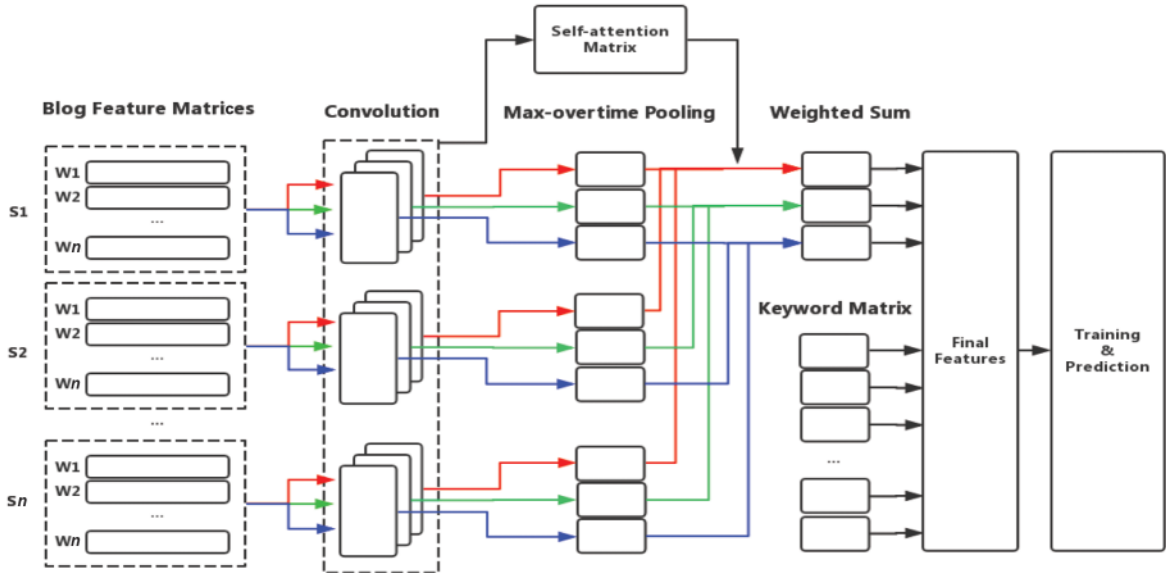 Self-attention
Matrix
Blog Feature Matrices
Convolution
Max-overtime Pooling
Weighted Sum
S1
W1
W2
...
Wn
S2
W1
W2
...
Wn
...
Sn
W1
W2
...
Wn
Keyword Matrix
...
Final
Features
Training
&
Prediction